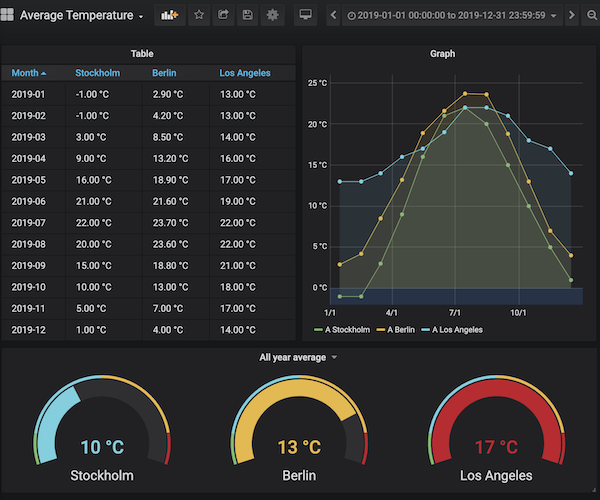 Average Temperature
2019-01-01 00:00:00 to 2019-12-31 23:59:59
Table
Month Stockholm Berlin Los Angeles
2019-01 -1.00 °C 2.90 °C 13.00 °C
2019-02 -1.00 °C 4.20 °C 13.00 °C
2019-03 3.00 °C 8.50 °C 14.00 °C
2019-04 9.00 °C 13.20 °C 16.00 °C
2019-05 16.00 °C 18.90 °C 17.00 °C
2019-06 21.00 °C 21.60 °C 19.00 °C
2019-07 22.00 °C 23.70 °C 22.00 °C
2019-08 20.00 °C 23.60 °C 22.00 °C
2019-09 15.00 °C 18.80 °C 21.00 °C
2019-10 10.00 °C 13.00 °C 18.00 °C
2019-11 5.00 °C 7.00 °C 17.00 °C
2019-12 1.00 °C 4.00 °C 14.00 °C
Graph
25 °C
20 °C
15 °C
10 °C
5 °C
0 °C
1/1 4/1 7/1 10/1
A Stockholm A Berlin A Los Angeles
All year average
10 °C 13 °C 17 °C
Stockholm Berlin Los Angeles